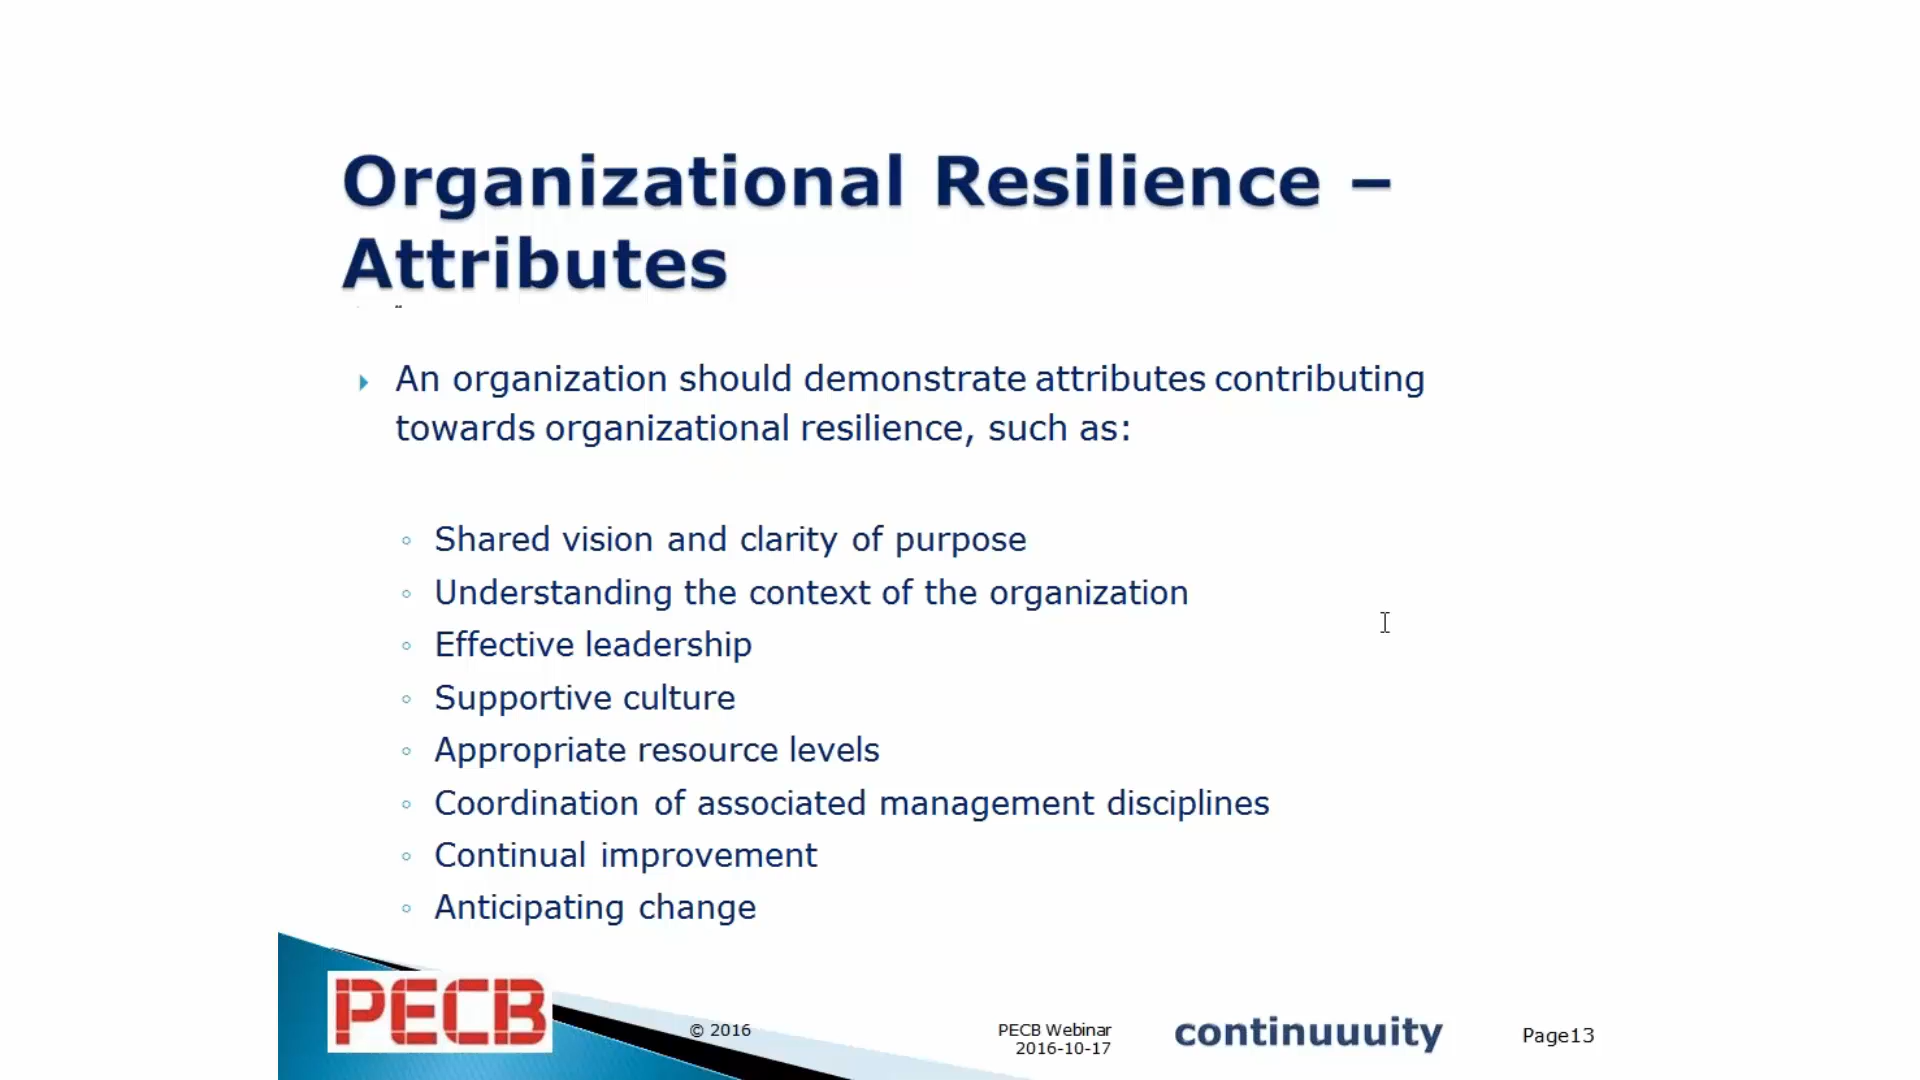 Organizational Resilience –
Attributes
An organization should demonstrate attributes contributing
towards organizational resilience, such as:
Shared vision and clarity of purpose
Understanding the context of the organization
Effective leadership
Supportive culture
Appropriate resource levels
Coordination of associated management disciplines
Continual improvement
Anticipating change
PECB
© 2016
PECB Webinar
2016-10-17
continuuuity
Page13